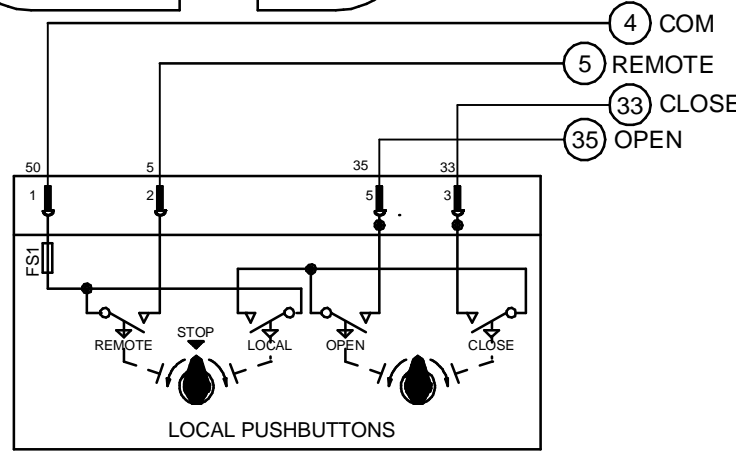 4 COM
5 REMOTE
33 CLOSE
35 OPEN
50 5 35 33
1 2 5 3
FS1
STOP
REMOTE LOCAL OPEN CLOSE
LOCAL PUSHBUTTONS